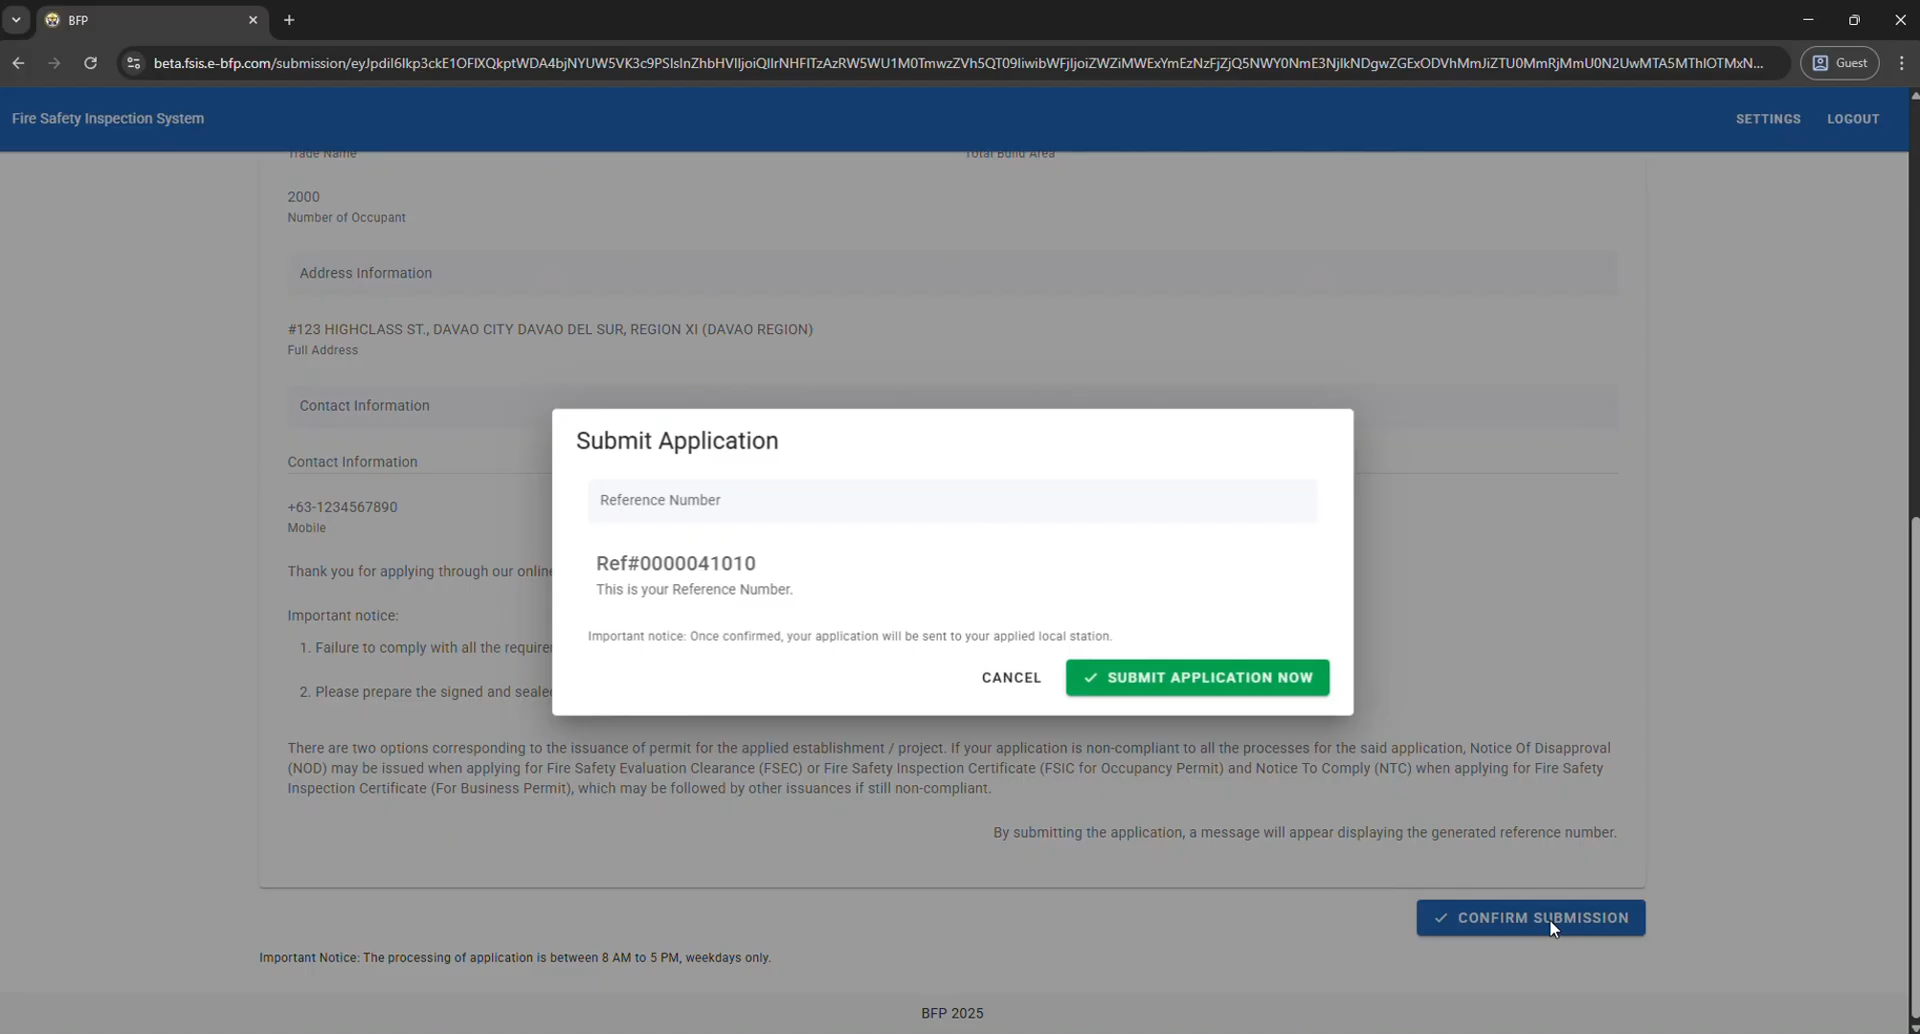 BFP
beta.fsis.e-bfp.com/submission/
Guest
Fire Safety Inspection System
SETTINGS
LOGOUT
Trade Name
Total Build Area
2000
Number of Occupant
Address Information
#123 HIGHCLASS ST., DAVAO CITY DAVAO DEL SUR, REGION XI (DAVAO REGION)
Full Address
Contact Information
Contact Information
+63-1234567890
Mobile
Thank you for applying through our online
Important notice:
1. Failure to comply with all the
2. Please prepare the signed and
Submit Application
Reference Number
Ref#0000041010
This is your Reference Number.
Important notice: Once confirmed, your application will be sent to your applied local station.
CANCEL
SUBMIT APPLICATION NOW
There are two options corresponding to the issuance of permit for the applied establishment / project. If your application is non-compliant to all the processes for the said application, Notice Of Disapproval
(NOD) may be issued when applying for Fire Safety Evaluation Clearance (FSEC) or Fire Safety Inspection Certificate (FSIC for Occupancy Permit) and Notice To Comply (NTC) when applying for Fire Safety
Inspection Certificate (For Business Permit), which may be followed by other issuances if still non-compliant.
By submitting the application, a message will appear displaying the generated reference number.
CONFIRM SUBMISSION
Important Notice: The processing of application is between 8 AM to 5 PM, weekdays only.
BFP 2025